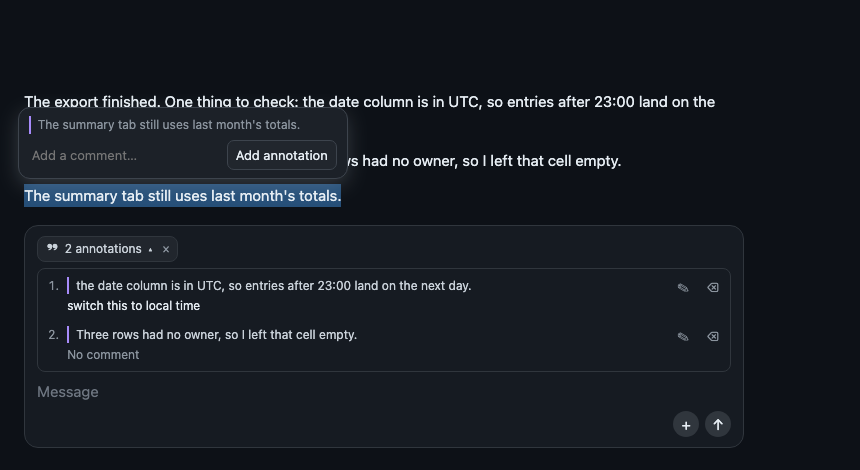 The export finished. One thing to check: the date column is in UTC, so entries after 23:00 land on the
The summary tab still uses last month's totals.
Add a comment...
Add annotation
had no owner, so I left that cell empty.
The summary tab still uses last month's totals.
2 annotations
1. the date column is in UTC, so entries after 23:00 land on the next day.
switch this to local time
2. Three rows had no owner, so I left that cell empty.
No comment
Message